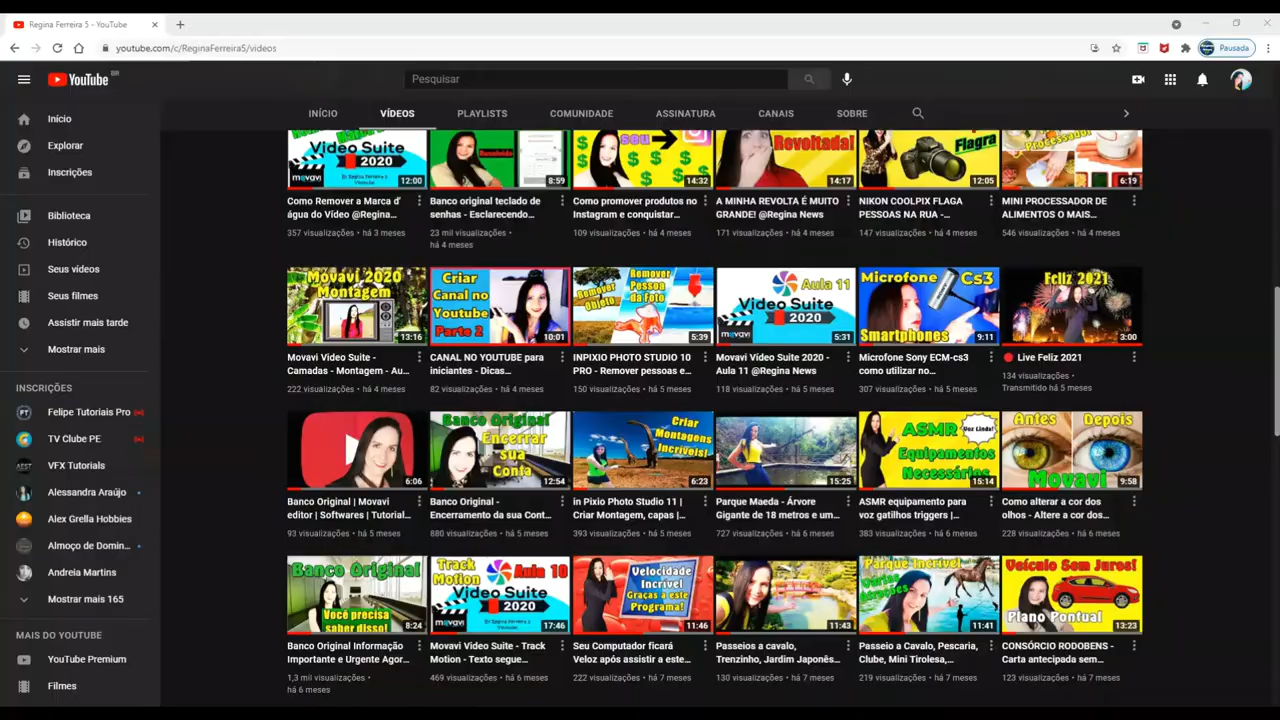 Regina Ferreira 5 - YouTube
youtube.com/c/ReginaFerreira5/videos
Pausada
YouTube BR
Pesquisar
INÍCIO
VÍDEOS
PLAYLISTS
COMUNIDADE
ASSINATURA
CANAIS
SOBRE
Início
Explorar
Inscrições
Biblioteca
Histórico
Seus vídeos
Seus filmes
Assistir mais tarde
Mostrar mais
INSCRIÇÕES
Felipe Tutoriais Pro
TV Clube PE
VFX Tutorials
Alessandra Araújo
Alex Grella Hobbies
Almoço de Domin...
Andreia Martins
Mostrar mais 165
MAIS DO YOUTUBE
YouTube Premium
Filmes
Video Suite
2020
movavi
12:00
Como Remover a Marca d'
água do Vídeo @Regina...
357 visualizações • há 3 meses
8:59
Banco original teclado de
senhas - Esclarecendo...
23 mil visualizações •
há 4 meses
seu
14:32
Como promover produtos no
Instagram e conquistar...
109 visualizações • há 4 meses
Revoltada!
14:17
A MINHA REVOLTA É MUITO
GRANDE! @Regina News
171 visualizações • há 4 meses
Flagra
12:05
NIKON COOLPIX FLAGA
PESSOAS NA RUA -...
147 visualizações • há 4 meses
Processador
6:19
MINI PROCESSADOR DE
ALIMENTOS O MAIS...
546 visualizações • há 4 meses
Movavi 2020
Montagem
13:16
Movavi Vídeo Suite -
Camadas - Montagem - Au...
222 visualizações • há 4 meses
Criar
Canal no
Youtube
Parte 2
10:01
CANAL NO YOUTUBE para
iniciantes - Dicas...
82 visualizações • há 4 meses
Remover
Objeto
Remover
Pessoa
da Foto
5:39
INPIXIO PHOTO STUDIO 10
PRO - Remover pessoas e...
150 visualizações • há 5 meses
Aula 11
Video Suite
2020
movavi
5:31
Movavi Vídeo Suite 2020 -
Aula 11 @Regina News
118 visualizações • há 5 meses
Microfone Cs3
Smartphones
9:11
Microfone Sony ECM-cs3
como utilizar no...
307 visualizações • há 5 meses
Feliz 2021
3:00
Live Feliz 2021
134 visualizações •
Transmitido há 5 meses
6:06
Banco Original | Movavi
editor | Softwares | Tutorial...
93 visualizações • há 5 meses
Banco Original
Encerrar
sua
Conta
12:54
Banco Original -
Encerramento da sua Cont...
880 visualizações • há 5 meses
Criar
Montagens
Incríveis!
6:23
in Pixio Photo Studio 11 |
Criar Montagem, capas |...
393 visualizações • há 5 meses
15:25
Parque Maeda - Árvore
Gigante de 18 metros e um...
727 visualizações • há 6 meses
ASMR
Voz Linda!
Equipamentos
Necessários
15:14
ASMR equipamento para
voz gatilhos triggers |...
383 visualizações • há 6 meses
Antes Depois
Movavi
9:58
Como alterar a cor dos
olhos - Altere a cor dos...
228 visualizações • há 6 meses
Banco Original
Você precisa
saber disso!
8:24
Banco Original Informação
Importante e Urgente Agor...
1,3 mil visualizações •
há 6 meses
Track
Motion
Aula 10
Video Suite
2020
movavi
17:46
Movavi Video Suite - Track
Motion - Texto segue...
469 visualizações • há 6 meses
Velocidade
Incrível
Graças a este
Programa!
11:46
Seu Computador ficará
Veloz após assistir a este...
222 visualizações • há 7 meses
11:43
Passeios a cavalo,
Trenzinho, Jardim Japonês...
130 visualizações • há 7 meses
Parque Incrível
Várias
Atrações
11:41
Passeio a Cavalo, Pescaria,
Clube, Mini Tirolesa,...
219 visualizações • há 7 meses
Veículo Sem Juros!
Plano Pontual
13:23
CONSÓRCIO RODOBENS -
Carta antecipada sem...
123 visualizações • há 7 meses